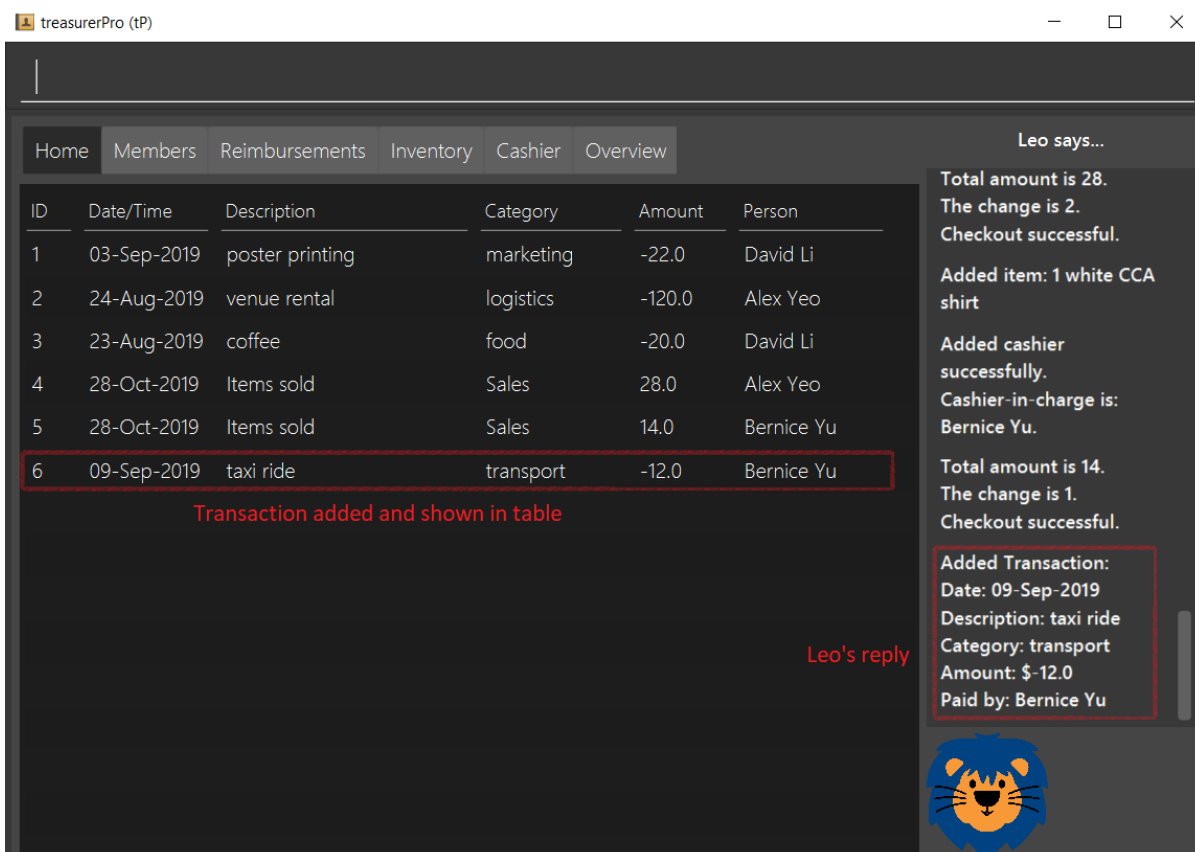 treasurerPro (tP)
Home Members Reimbursements Inventory Cashier Overview
ID Date/Time Description Category Amount Person
1 03-Sep-2019 poster printing marketing -22.0 David Li
2 24-Aug-2019 venue rental logistics -120.0 Alex Yeo
3 23-Aug-2019 coffee food -20.0 David Li
4 28-Oct-2019 Items sold Sales 28.0 Alex Yeo
5 28-Oct-2019 Items sold Sales 14.0 Bernice Yu
6 09-Sep-2019 taxi ride transport -12.0 Bernice Yu
Transaction added and shown in table
Leo says...
Total amount is 28.
The change is 2.
Checkout successful.
Added item: 1 white CCA
shirt
Added cashier
successfully.
Cashier-in-charge is:
Bernice Yu.
Total amount is 14.
The change is 1.
Checkout successful.
Added Transaction:
Date: 09-Sep-2019
Description: taxi ride
Category: transport
Amount: $-12.0
Paid by: Bernice Yu
Leo's reply